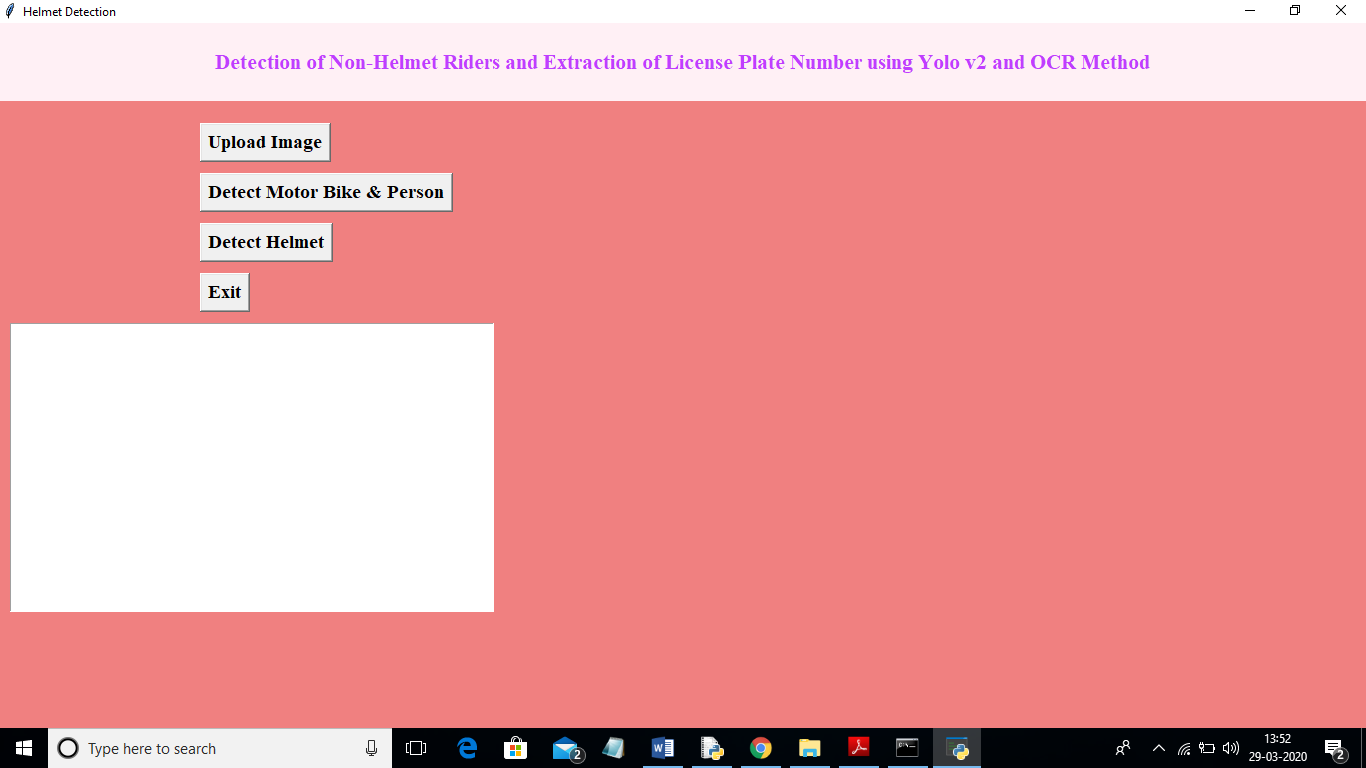 Helmet Detection
Detection of Non-Helmet Riders and Extraction of License Plate Number using Yolo v2 and OCR Method
Upload Image
Detect Motor Bike & Person
Detect Helmet
Exit
Type here to search
2
13:52
29-03-2020
2